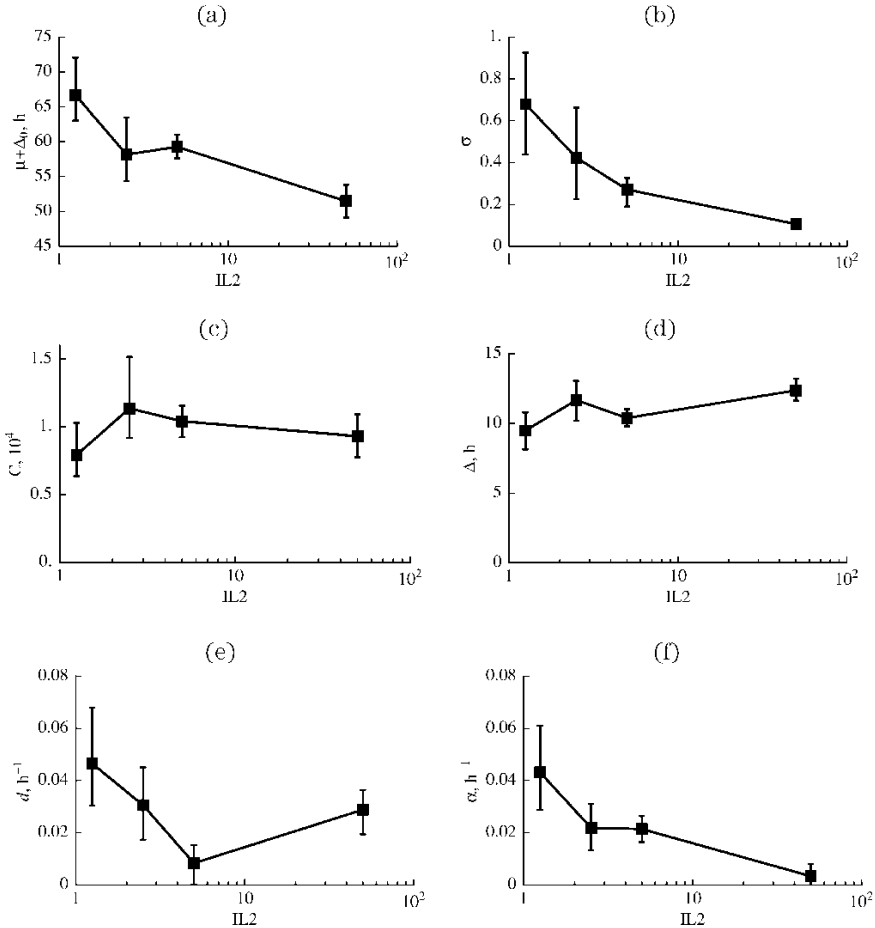 (a)
75
70
65
60
55
50
45
μ+Δ₀, h
1
10
10²
IL2
(b)
1.
0.8
0.6
0.4
0.2
0
σ
1
10
10²
IL2
(c)
1.5
1.
0.5
0.
C, 10⁴
1
10
10²
IL2
(d)
15
10
5
0
Δ, h
1
10
10²
IL2
(e)
0.08
0.06
0.04
0.02
0
d, h⁻¹
1
10
10²
IL2
(f)
0.08
0.06
0.04
0.02
0
α, h⁻¹
1
10
10²
IL2